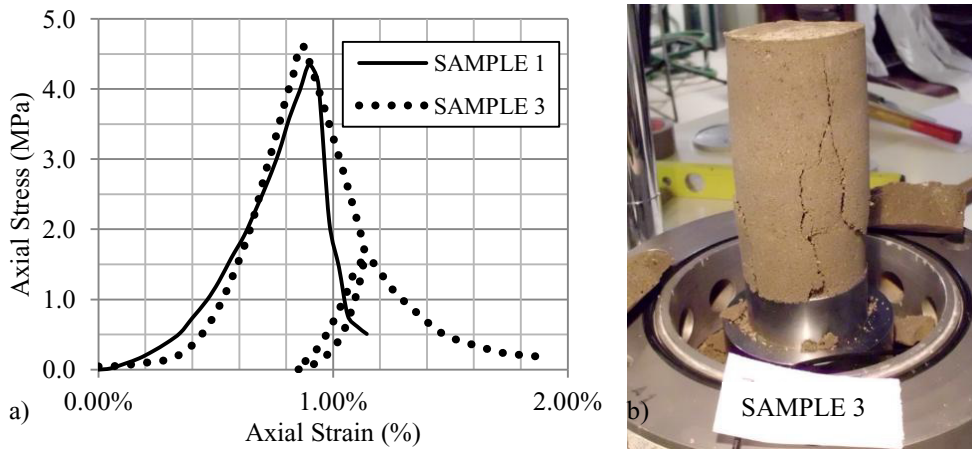 5.0
4.0
3.0
2.0
1.0
0.0
Axial Stress (MPa)
SAMPLE 1
SAMPLE 3
0.00%
1.00%
2.00%
Axial Strain (%)
a)
b)
SAMPLE 3